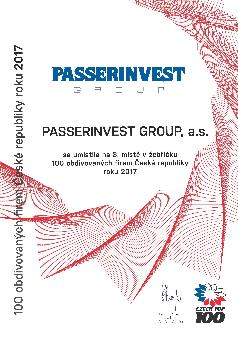 PASSERINVEST
GROUP
PASSERINVEST GROUP, a.s.
se umístila na 8. místě v žebříčku
100 obdivovaných firem České republiky
roku 2017
100 obdivovaných firem České republiky roku 2017
CZECH TOP
100